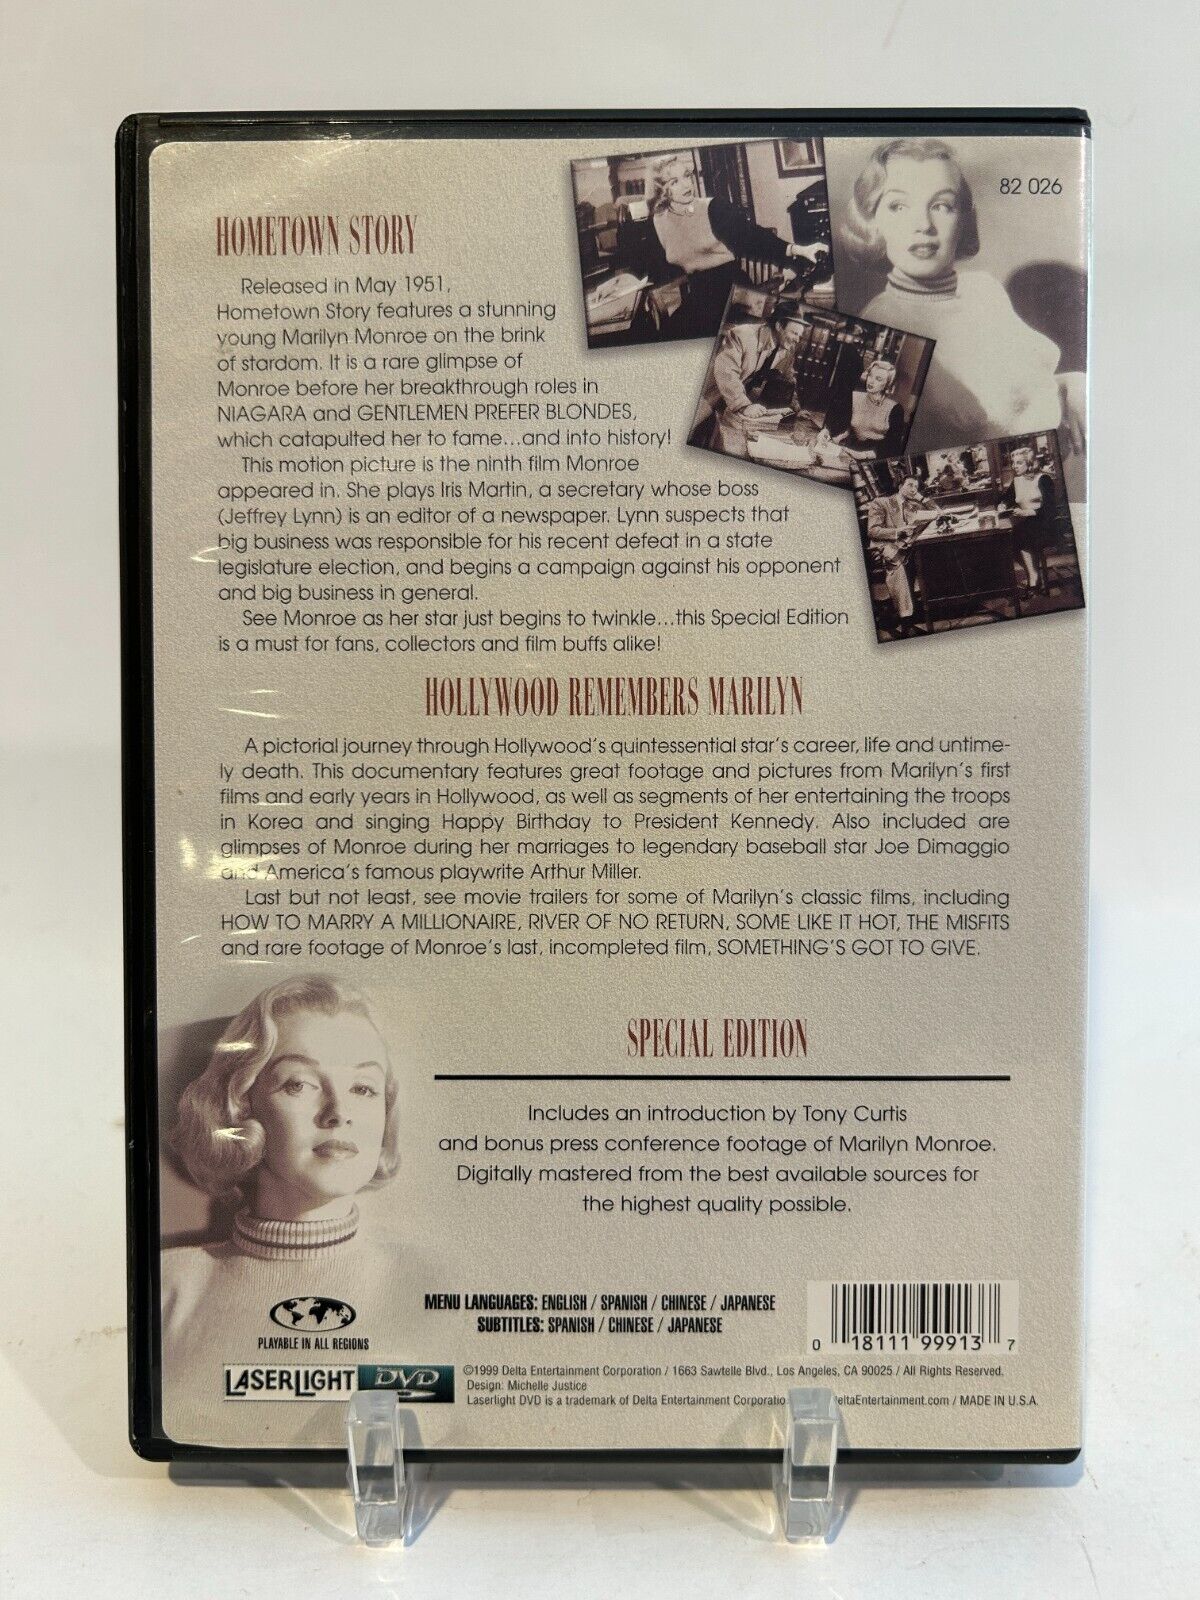 82 026
HOMETOWN STORY
Released in May 1951,
Hometown Story features a stunning
young Marilyn Monroe on the brink
of stardom. It is a rare glimpse of
Monroe before her breakthrough roles in
NIAGARA and GENTLEMEN PREFER BLONDES,
which catapulted her to fame...and into history!
This motion picture is the ninth film Monroe
appeared in. She plays Iris Martin, a secretary whose boss
(Jeffrey Lynn) is an editor of a newspaper. Lynn suspects that
big business was responsible for his recent defeat in a state
legislature election, and begins a campaign against his opponent
and big business in general.
See Monroe as her star just begins to twinkle...this Special Edition
is a must for fans, collectors and film buffs alike!
HOLLYWOOD REMEMBERS MARILYN
A pictorial journey through Hollywood's quintessential star's career, life and untime-
ly death. This documentary features great footage and pictures from Marilyn's first
films and early years in Hollywood, as well as segments of her entertaining the troops
in Korea and singing Happy Birthday to President Kennedy. Also included are
glimpses of Monroe during her marriages to legendary baseball star Joe Dimaggio
and America's famous playwrite Arthur Miller.
Last but not least, see movie trailers for some of Marilyn's classic films, including
HOW TO MARRY A MILLIONAIRE, RIVER OF NO RETURN, SOME LIKE IT HOT, THE MISFITS
and rare footage of Monroe's last, incompleted film, SOMETHING'S GOT TO GIVE.
SPECIAL EDITION
Includes an introduction by Tony Curtis
and bonus press conference footage of Marilyn Monroe.
Digitally mastered from the best available sources for
the highest quality possible.
PLAYABLE IN ALL REGIONS
MENU LANGUAGES: ENGLISH / SPANISH / CHINESE / JAPANESE
SUBTITLES: SPANISH / CHINESE / JAPANESE
0 18111 99913 7
LASERLIGHT DVD
©1999 Delta Entertainment Corporation / 1663 Sawtelle Blvd., Los Angeles, CA 90025 / All Rights Reserved.
Design: Michelle Justice
Laserlight DVD is a trademark of Delta Entertainment Corporatio eltaEntertainment.com / MADE IN U.S.A.